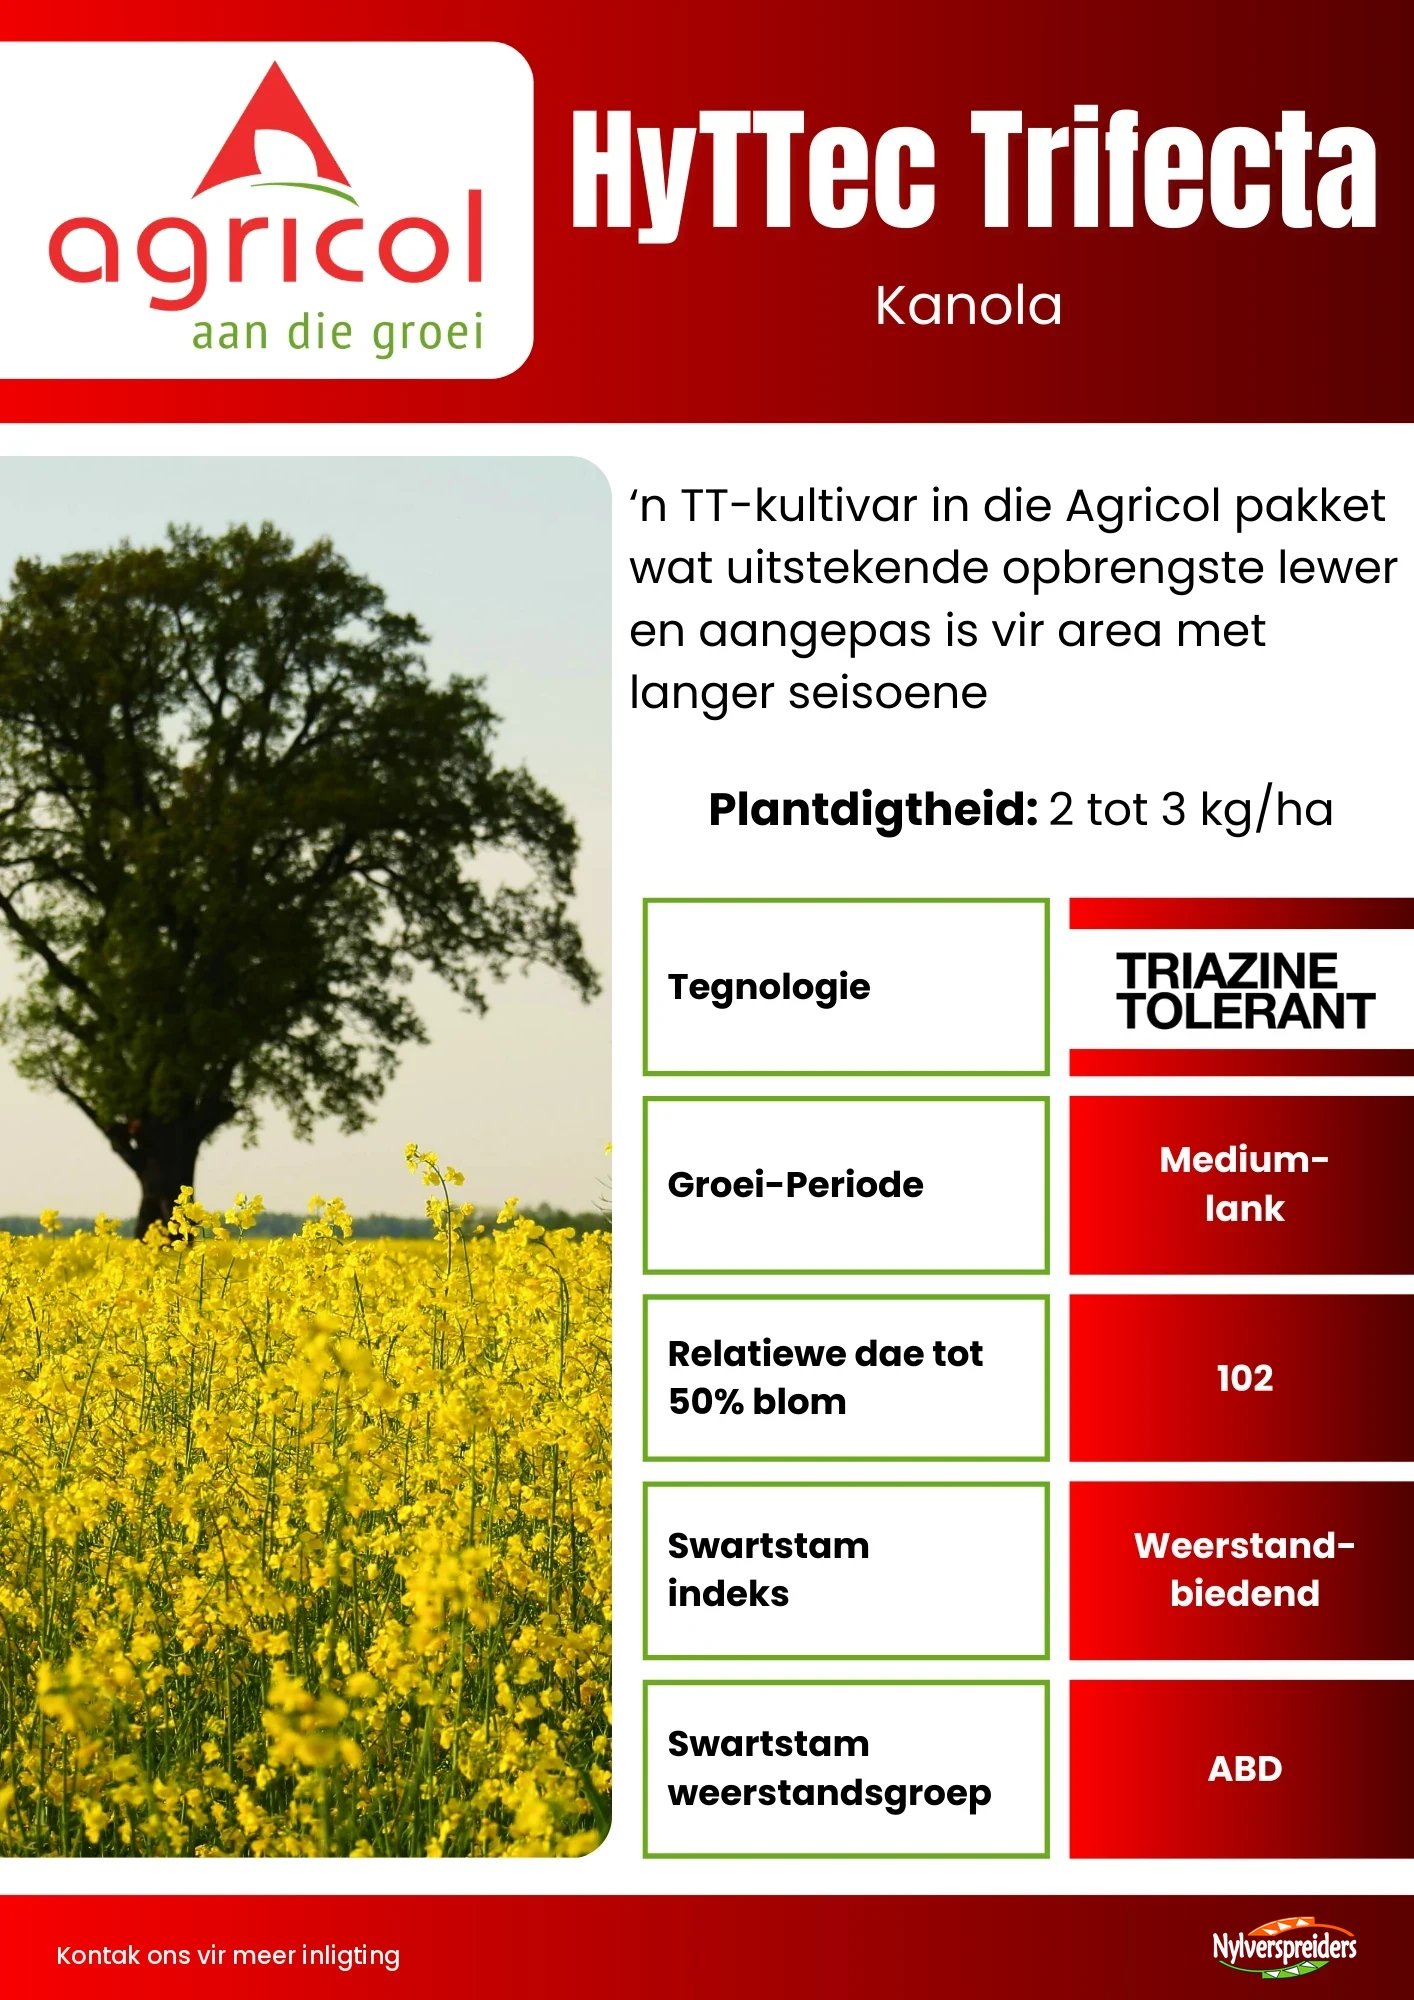 agricol
aan die groei
HyTTec Trifecta
Kanola
‘n TT-kultivar in die Agricol pakket
wat uitstekende opbrengste lewer
en aangepas is vir area met
langer seisoene
Plantdigtheid: 2 tot 3 kg/ha
Tegnologie
TRIAZINE
TOLERANT
Groei-Periode
Medium-
lank
Relatiewe dae tot
50% blom
102
Swartstam
indeks
Weerstand-
biedend
Swartstam
weerstandsgroep
ABD
Kontak ons vir meer inligting
Nylverspreiders